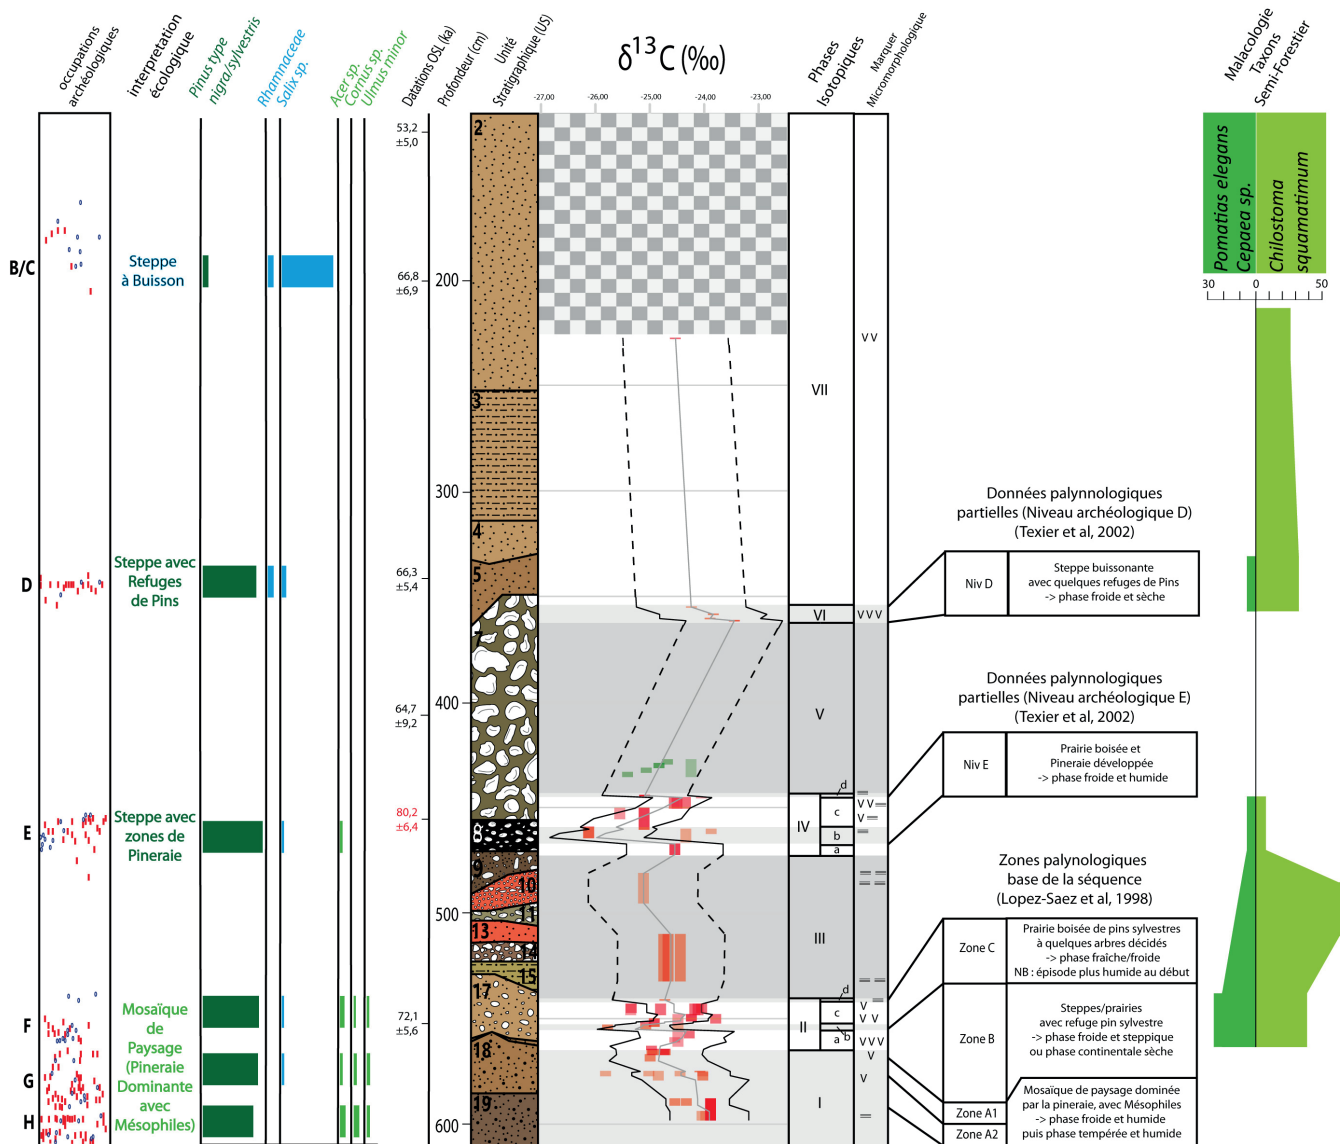 occupations
archéologiques
interpretation
écologique
Pinus type
nigra/sylvestris
Rhamnaceae
Salix sp.
Acer sp.
Cornus sp.
Ulmus minor
Datations OSL (ka)
Profondeur (cm)
Unité
Stratigraphique (US)
δ13C (‰)
-27,00
-26,00
-25,00
-24,00
-23,00
Phases
Isotopiques
Marquer
Micromorphologique
Malacologie
Taxons
Semi-Forestier
Pomatias elegans
Cepaea sp.
Chilostoma
squamatimum
30
0
50
B/C
Steppe
à Buisson
D
Steppe avec
Refuges
de Pins
E
Steppe avec
zones de
Pineraie
F
G
H
Mosaïque
de
Paysage
(Pineraie
Dominante
avec
Mésophiles)
53,2
±5,0
66,8
±6,9
66,3
±5,4
64,7
±9,2
80,2
±6,4
72,1
±5,6
200
300
400
500
600
2
3
4
5
7
8
9
10
11
13
14
15
17
18
19
VII
VI
V
IV
d
c
b
a
III
II
d
c
b
a
I
V V
V V V
V V
V
V
V V
V V V
V
V
Données palynnologiques
partielles (Niveau archéologique D)
(Texier et al, 2002)
Niv D
Steppe buissonante
avec quelques refuges de Pins
-> phase froide et sèche
Données palynnologiques
partielles (Niveau archéologique E)
(Texier et al, 2002)
Niv E
Prairie boisée et
Pineraie développée
-> phase froide et humide
Zones palynologiques
base de la séquence
(Lopez-Saez et al, 1998)
Zone C
Prairie boisée de pins sylvestres
à quelques arbres décidés
-> phase fraîche/froide
NB : épisode plus humide au début
Zone B
Steppes/prairies
avec refuge pin sylvestre
-> phase froide et steppique
ou phase continentale sèche
Zone A1
Zone A2
Mosaïque de paysage dominée
par la pineraie, avec Mésophiles
-> phase froide et humide
puis phase tempérée et humide